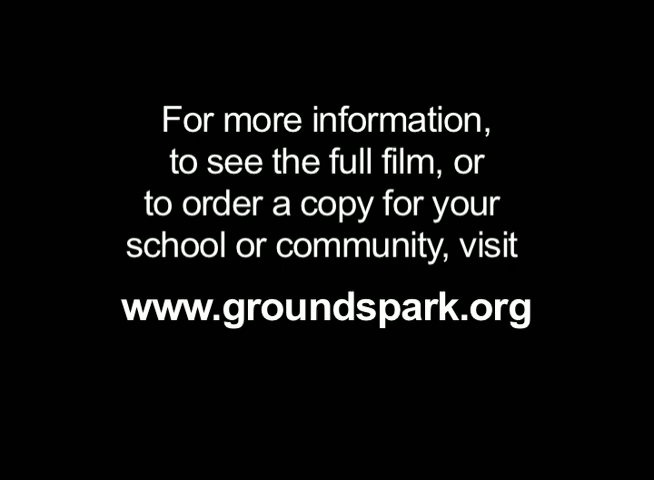 For more information,
to see the full film, or
to order a copy for your
school or community, visit
www.groundspark.org